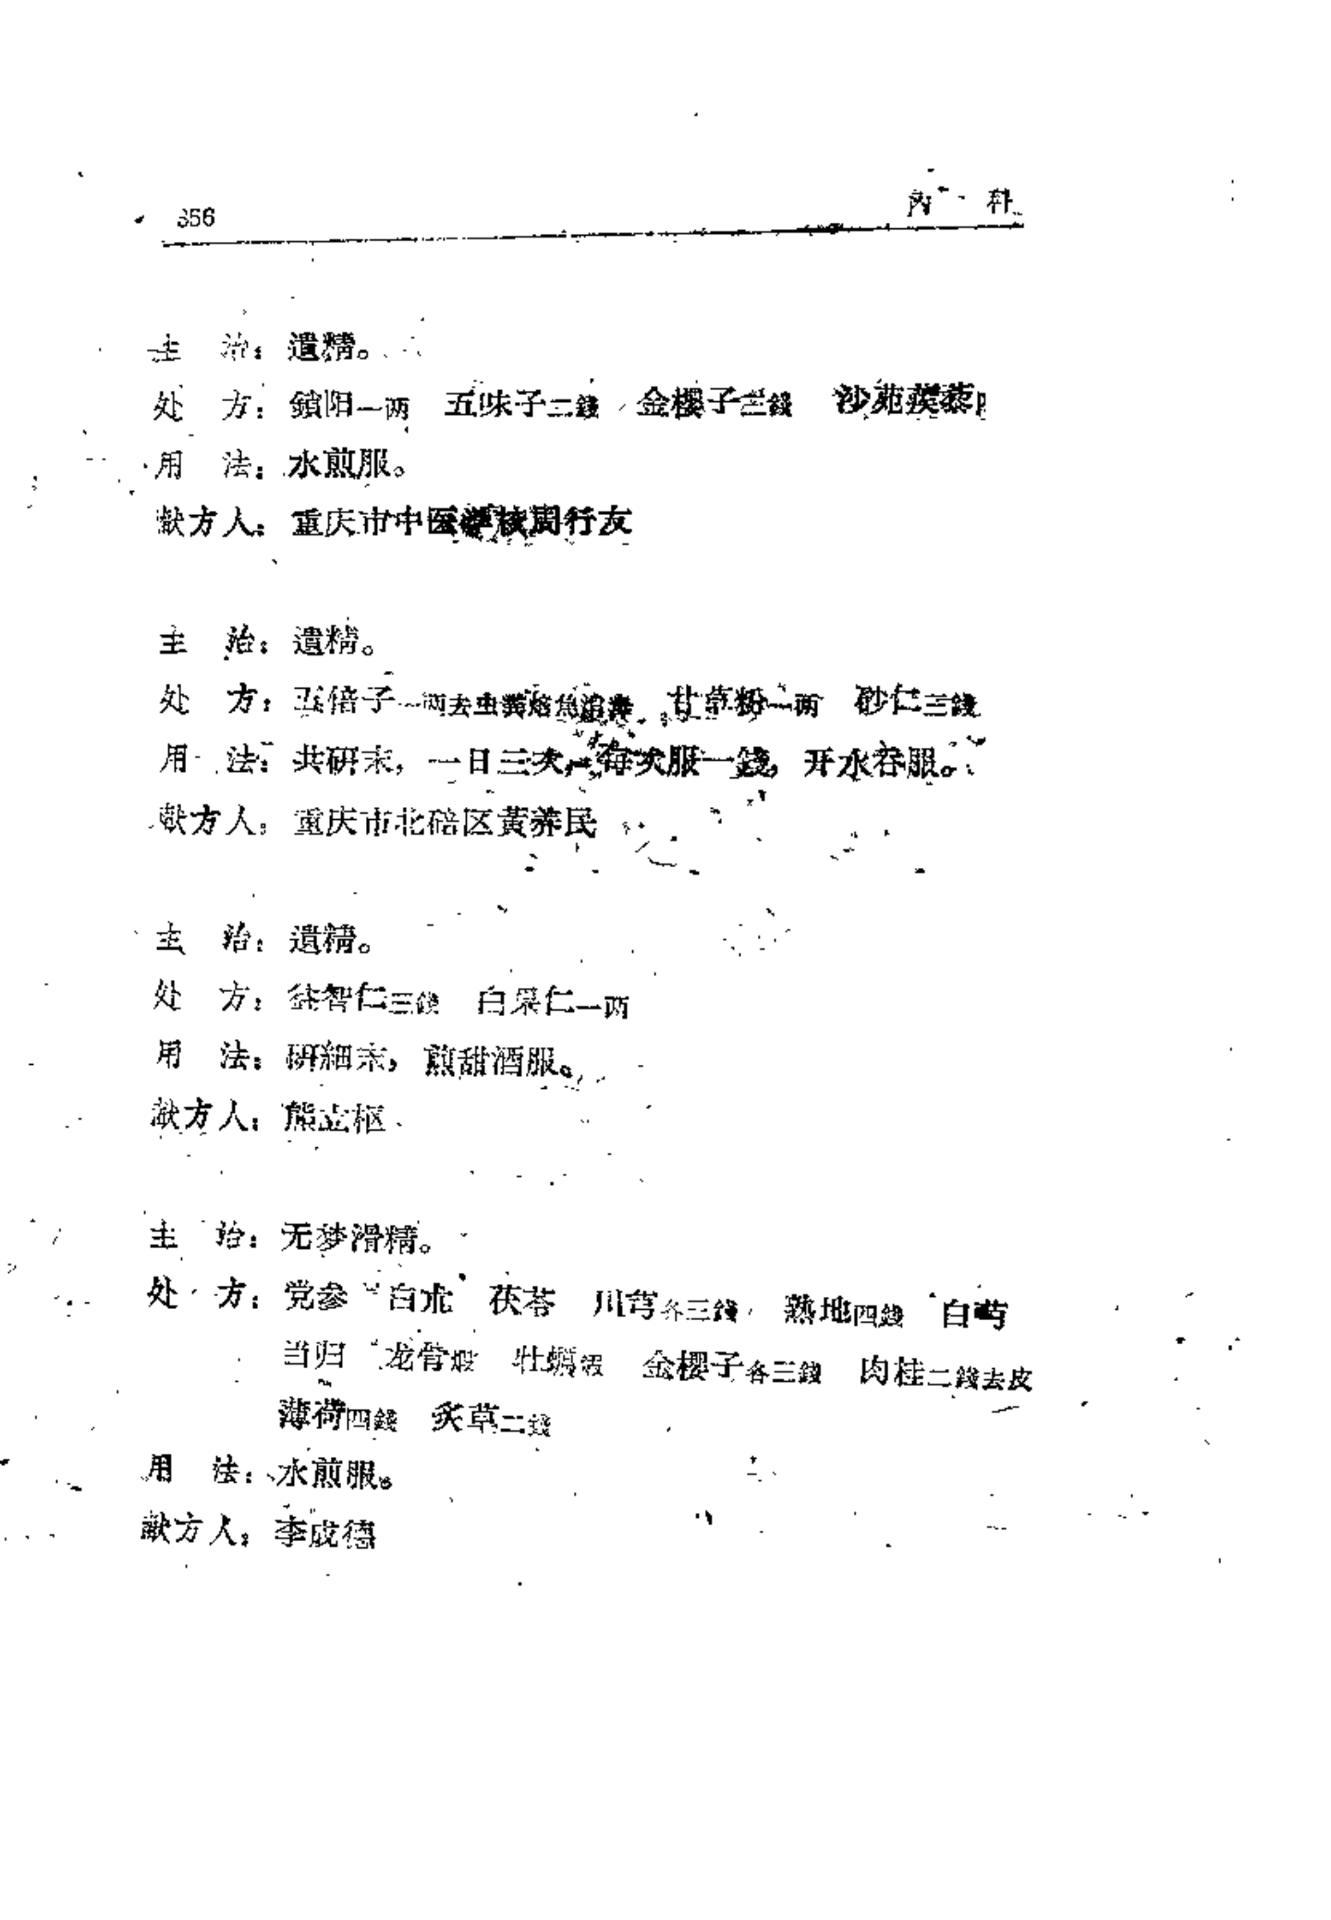 356 內科
主治：遺精。
处方：鎖阳一两 五味子二錢 金櫻子三錢 沙苑蒺藜
用法：水煎服。
献方人：重庆市中医学校周行友
主治：遺精。
处方：五倍子一两去虫糞焙 甘草粉一两 砂仁三錢
用法：共研末，一日三次，每次服一錢，开水吞服。
献方人：重庆市北碚区黄养民
主治：遺精。
处方：益智仁三錢 白果仁一两
用法：研細末，煎甜酒服。
献方人：熊立枢
主治：无梦滑精。
处方：党参 白朮 茯苓 川芎各三錢 熟地四錢 白芍
当归 龙骨煅 牡蠣煅 金櫻子各三錢 肉桂二錢去皮
薄荷四錢 炙草二錢
用法：水煎服。
献方人：李成德